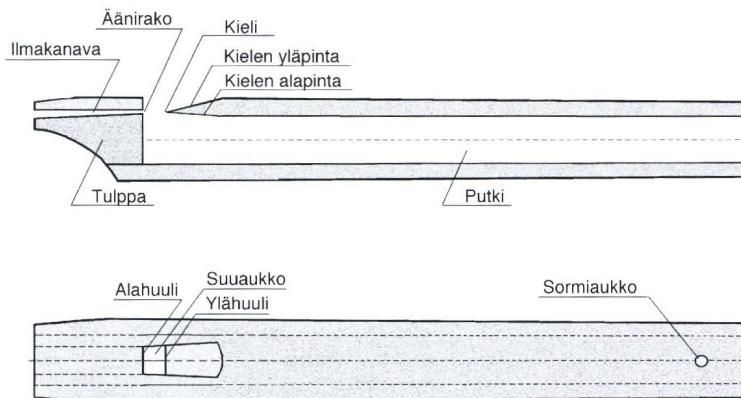 Äänirako
Kieli
Ilmakanava
Kielen yläpinta
Kielen alapinta
Tulppa
Putki
Suuaukko
Alahuuli
Ylähuuli
Sormiaukko